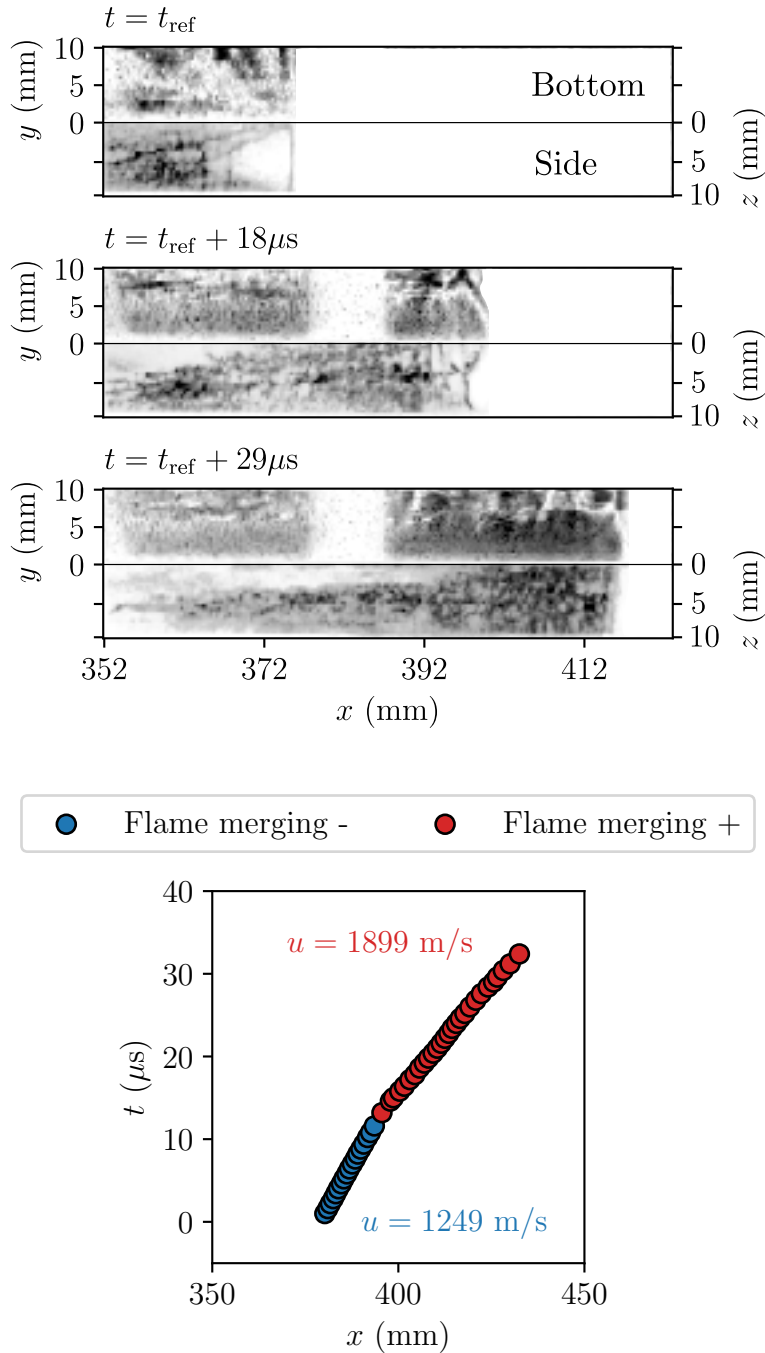 t = t_ref
10
5
0
y (mm)
Bottom
Side
0
5
10
z (mm)
t = t_ref + 18μs
10
5
0
y (mm)
0
5
10
z (mm)
t = t_ref + 29μs
10
5
0
y (mm)
0
5
10
z (mm)
352 372 392 412
x (mm)
Flame merging - Flame merging +
40
30
20
10
0
t (μs)
u = 1899 m/s
u = 1249 m/s
350 400 450
x (mm)